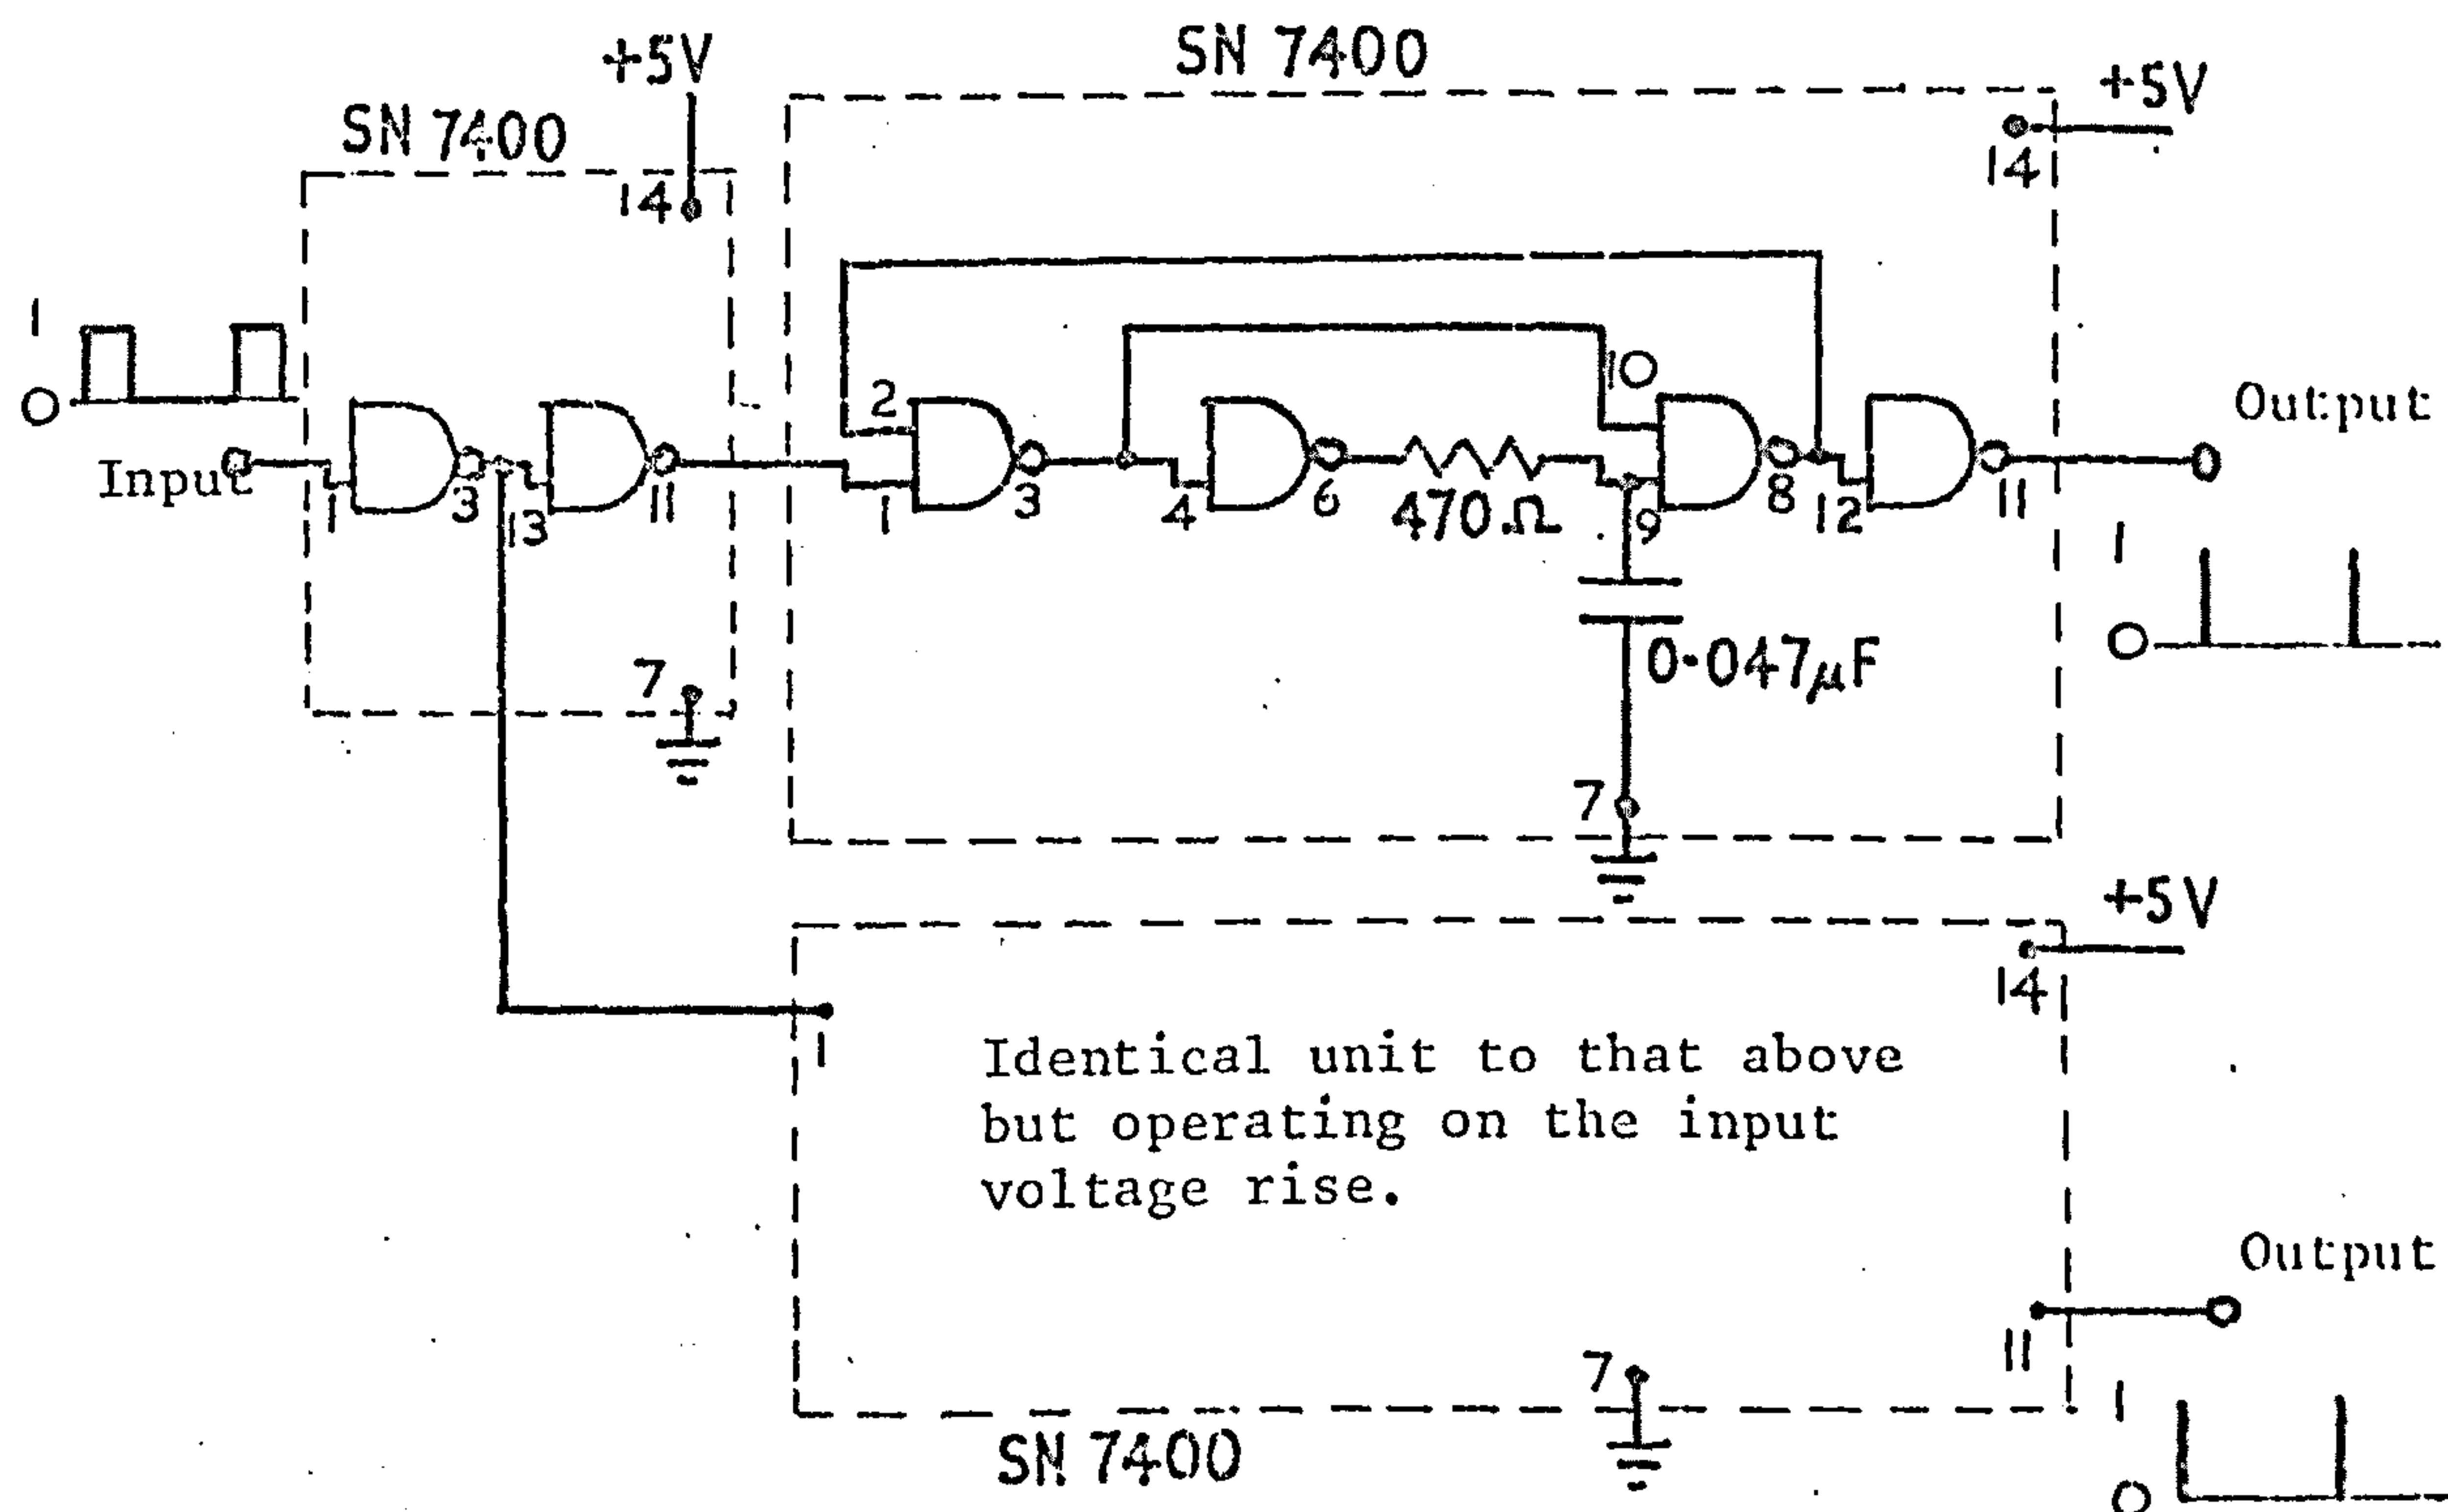 SN 7400
+5V
+5V
SN 7400
14
14
1
0
Input
1
3
13
11
2
1
3
4
6
470Ω
10
9
8
12
11
Output
1
0
7
0·047μF
7
+5V
14
1
Identical unit to that above
but operating on the input
voltage rise.
Output
11
7
1
SN 7400
0